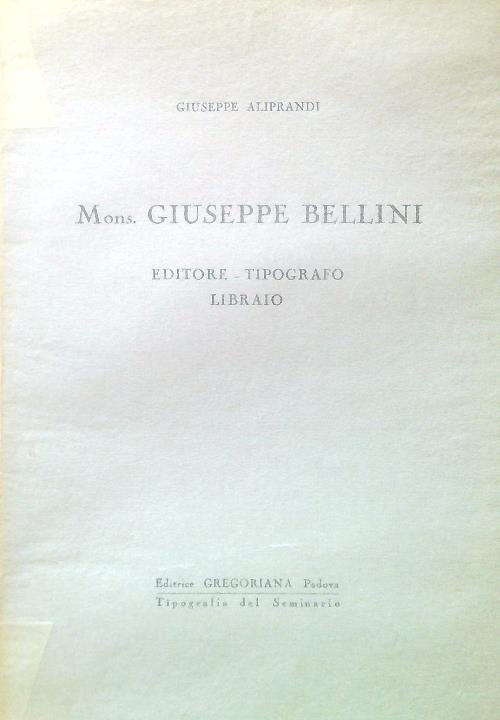 GIUSEPPE ALIPRANDI
Mons. GIUSEPPE BELLINI
EDITORE - TIPOGRAFO
LIBRAIO
Editrice GREGORIANA Padova
Tipografia del Seminario